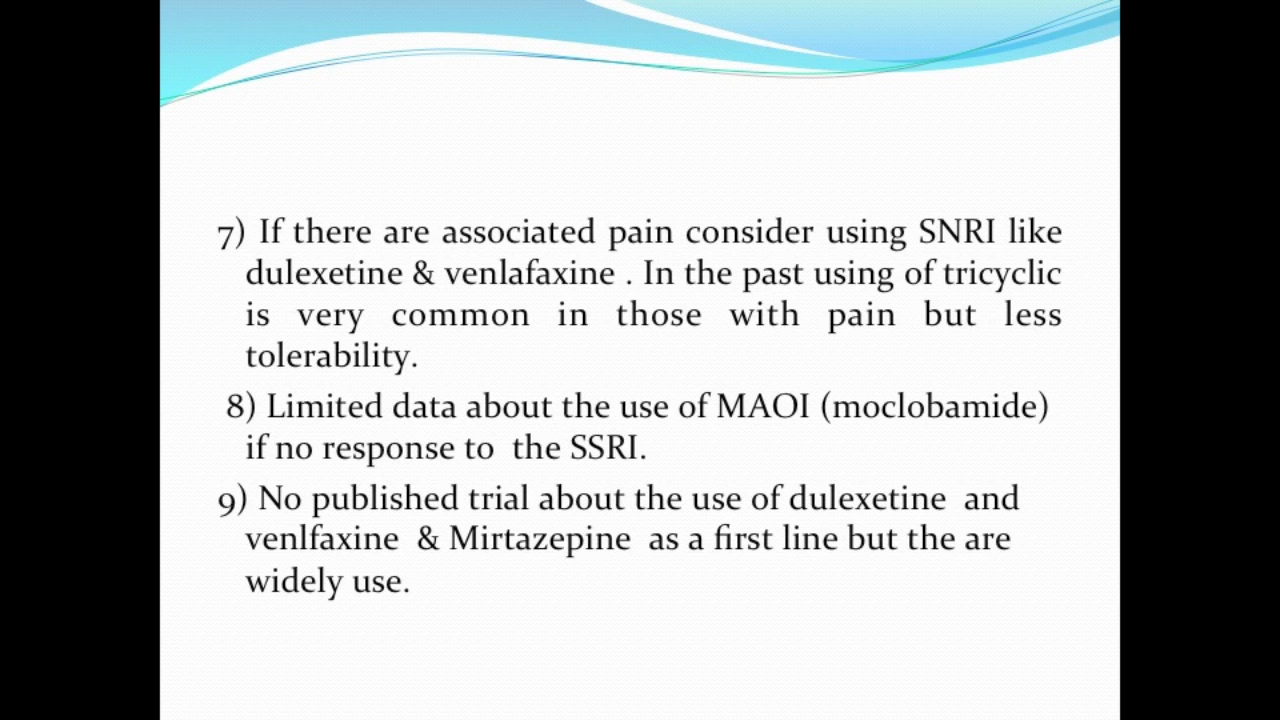 7) If there are associated pain consider using SNRI like
dulexetine & venlafaxine . In the past using of tricyclic
is very common in those with pain but less
tolerability.
8) Limited data about the use of MAOI (moclobamide)
if no response to the SSRI.
9) No published trial about the use of dulexetine and
venlfaxine & Mirtazepine as a first line but the are
widely use.